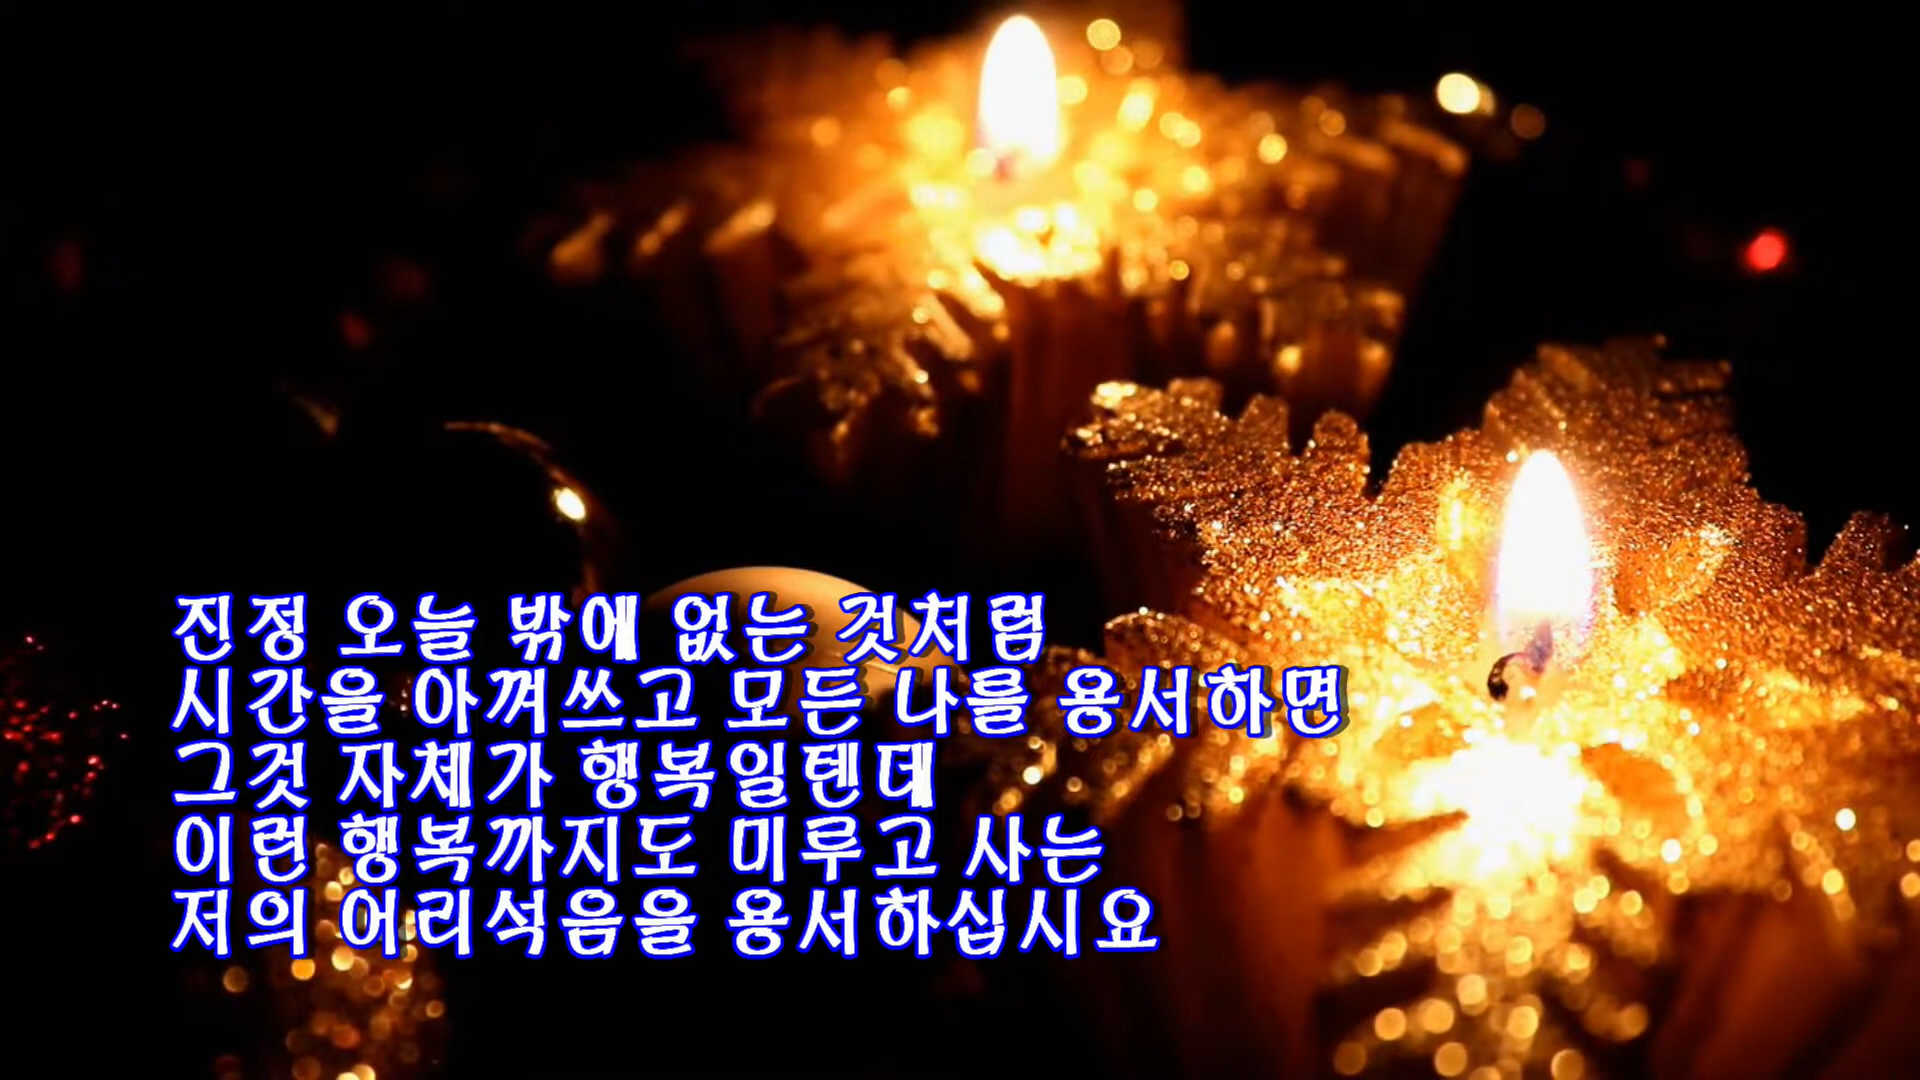 진정 오늘 밖에 없는 것처럼
시간을 아껴쓰고 모든 나를 용서하면
그것 자체가 행복일텐데
이런 행복까지도 미루고 사는
저의 어리석음을 용서하십시요